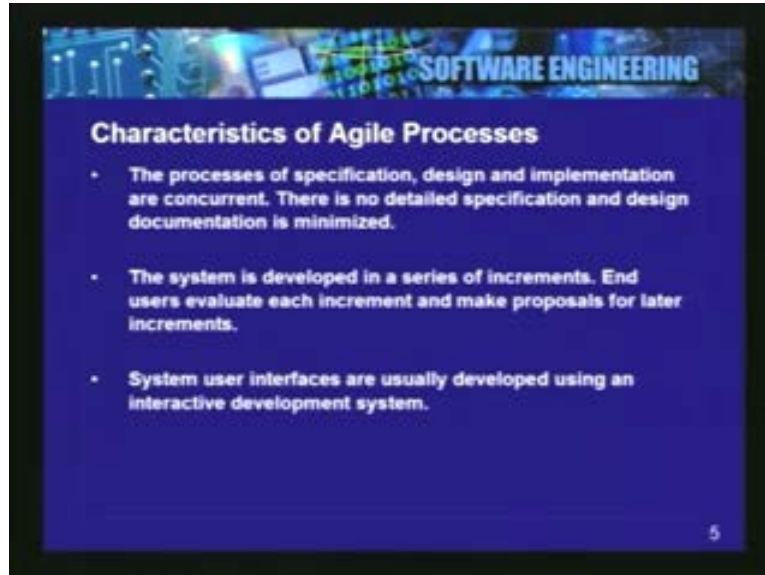 SOFTWARE ENGINEERING
Characteristics of Agile Processes
• The processes of specification, design and implementation
are concurrent. There is no detailed specification and design
documentation is minimized.
• The system is developed in a series of increments. End
users evaluate each increment and make proposals for later
increments.
• System user interfaces are usually developed using an
interactive development system.
5